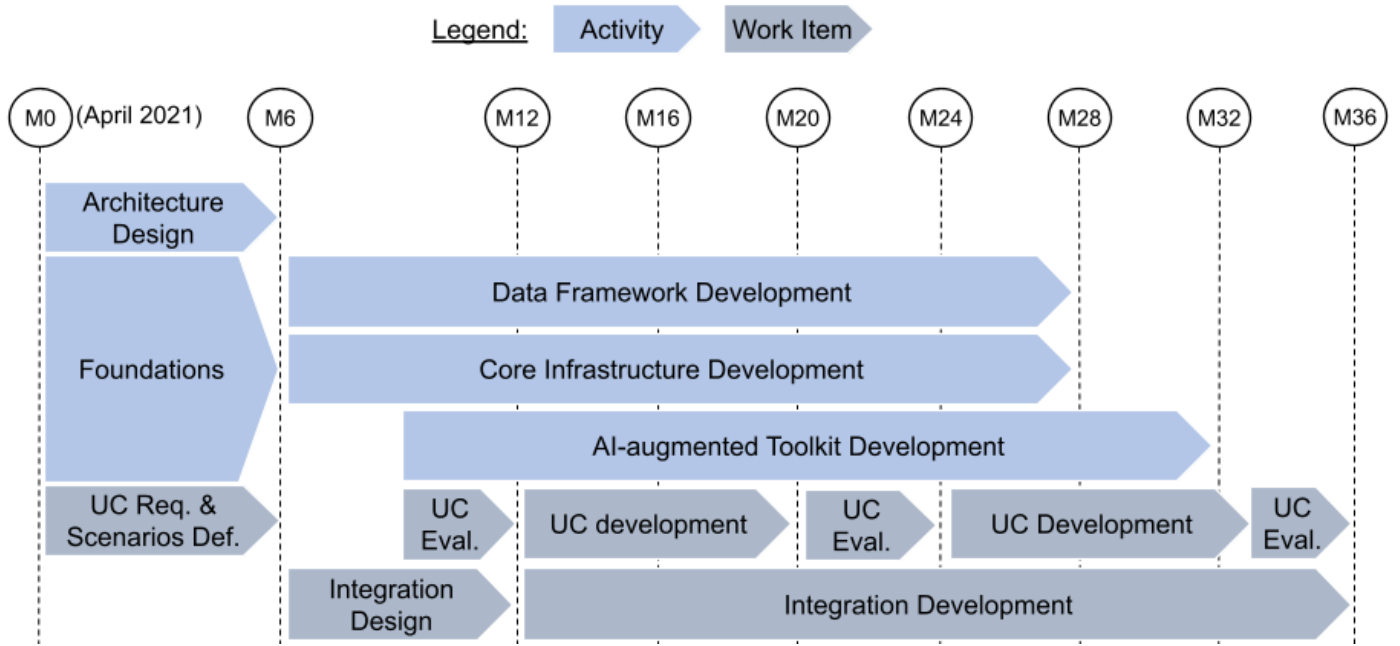 Legend:
Activity
Work Item
M0
(April 2021)
M6
M12
M16
M20
M24
M28
M32
M36
Architecture
Design
Data Framework Development
Foundations
Core Infrastructure Development
AI-augmented Toolkit Development
UC Req. &
Scenarios Def.
UC
Eval.
UC development
UC
Eval.
UC Development
UC
Eval.
Integration
Design
Integration Development